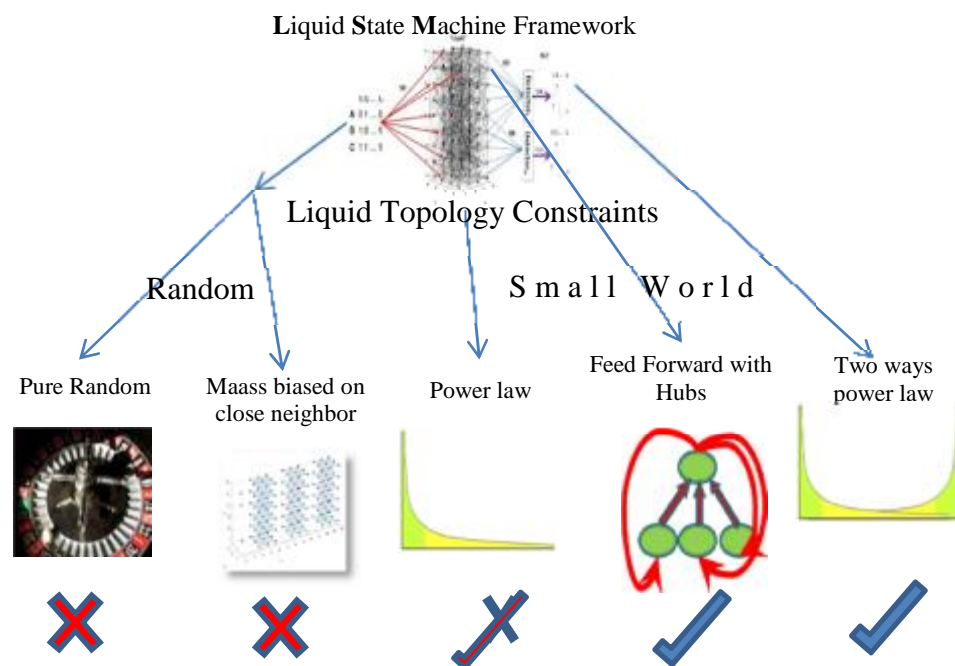 Liquid State Machine Framework
A
C
Liquid Topology Constraints
Random
Small World
Pure Random
Maass biased on
close neighbor
Power law
Feed Forward with
Hubs
Two ways
power law